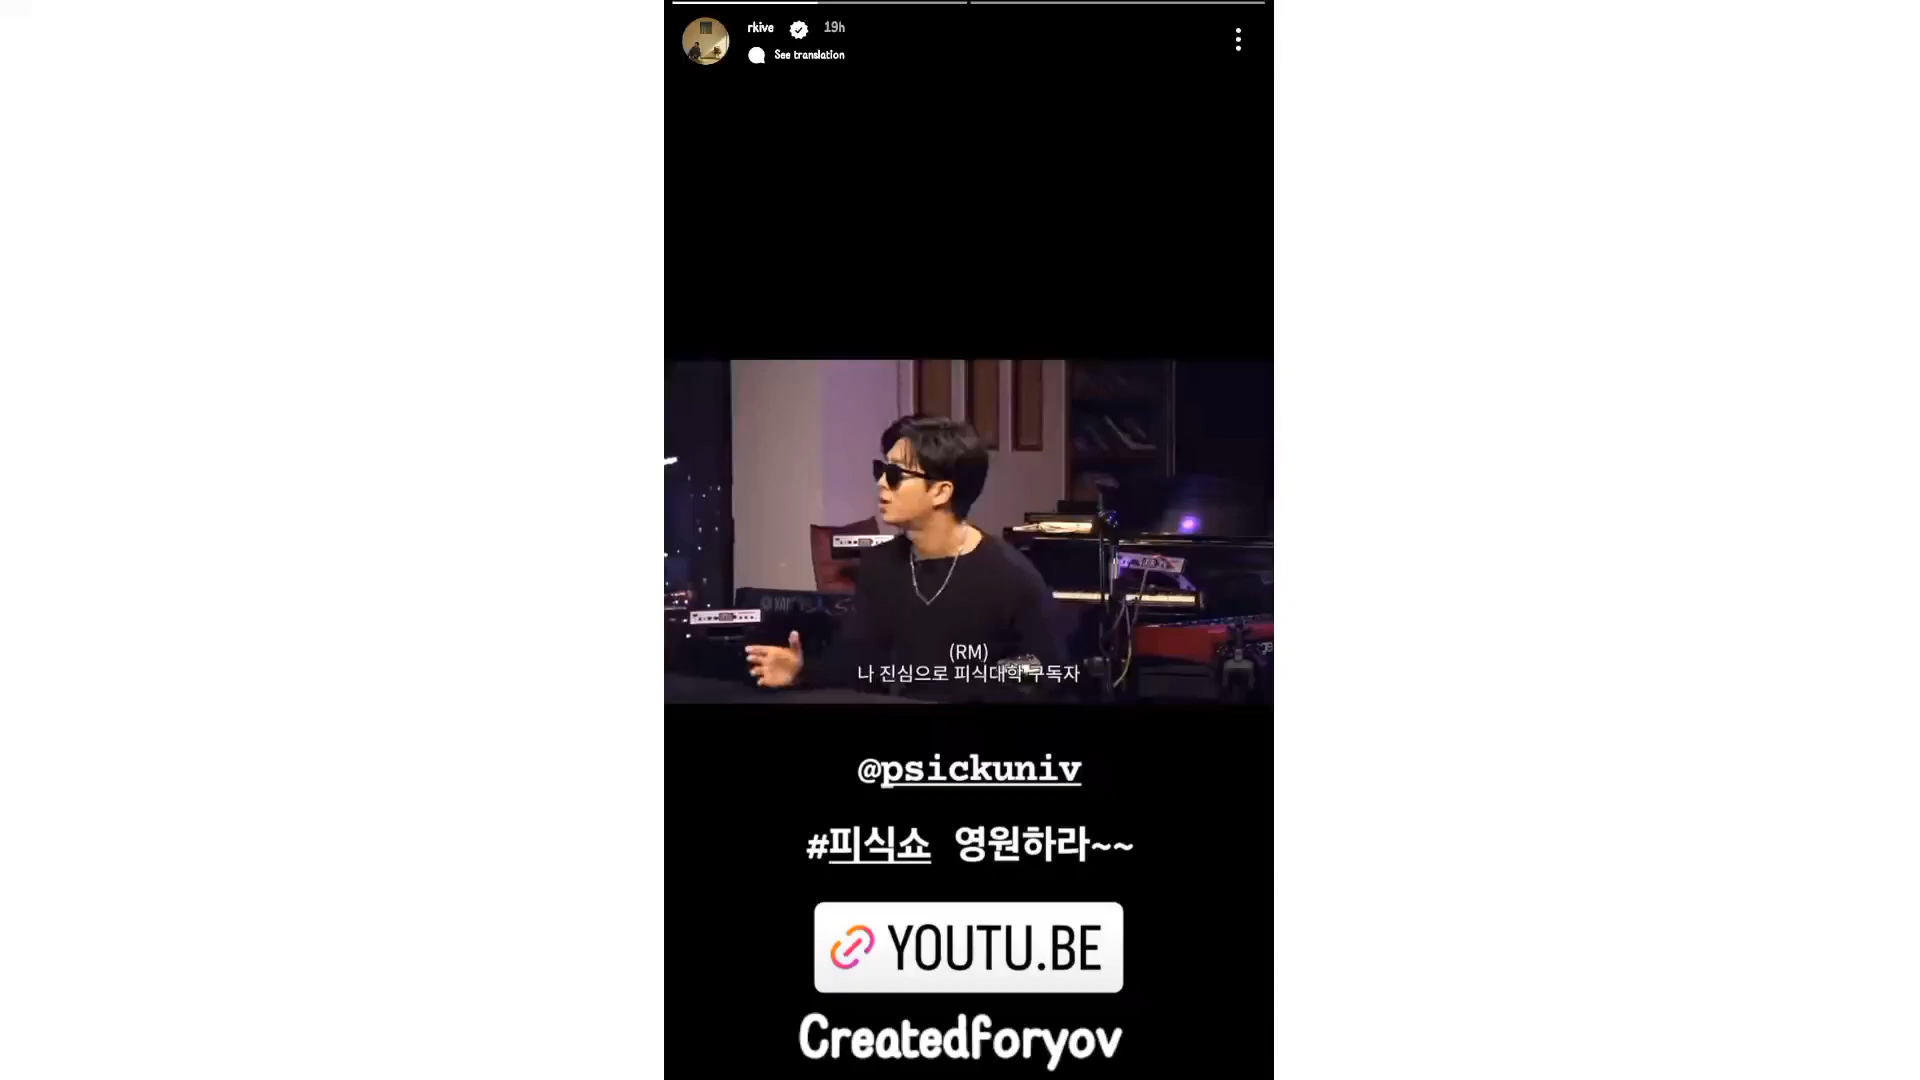 rkive 19h
See translation
(RM)
나 진심으로 피식대학 구독자
@psickuniv
#피식쇼 영원하라~~
YOUTU.BE
Createdforyov